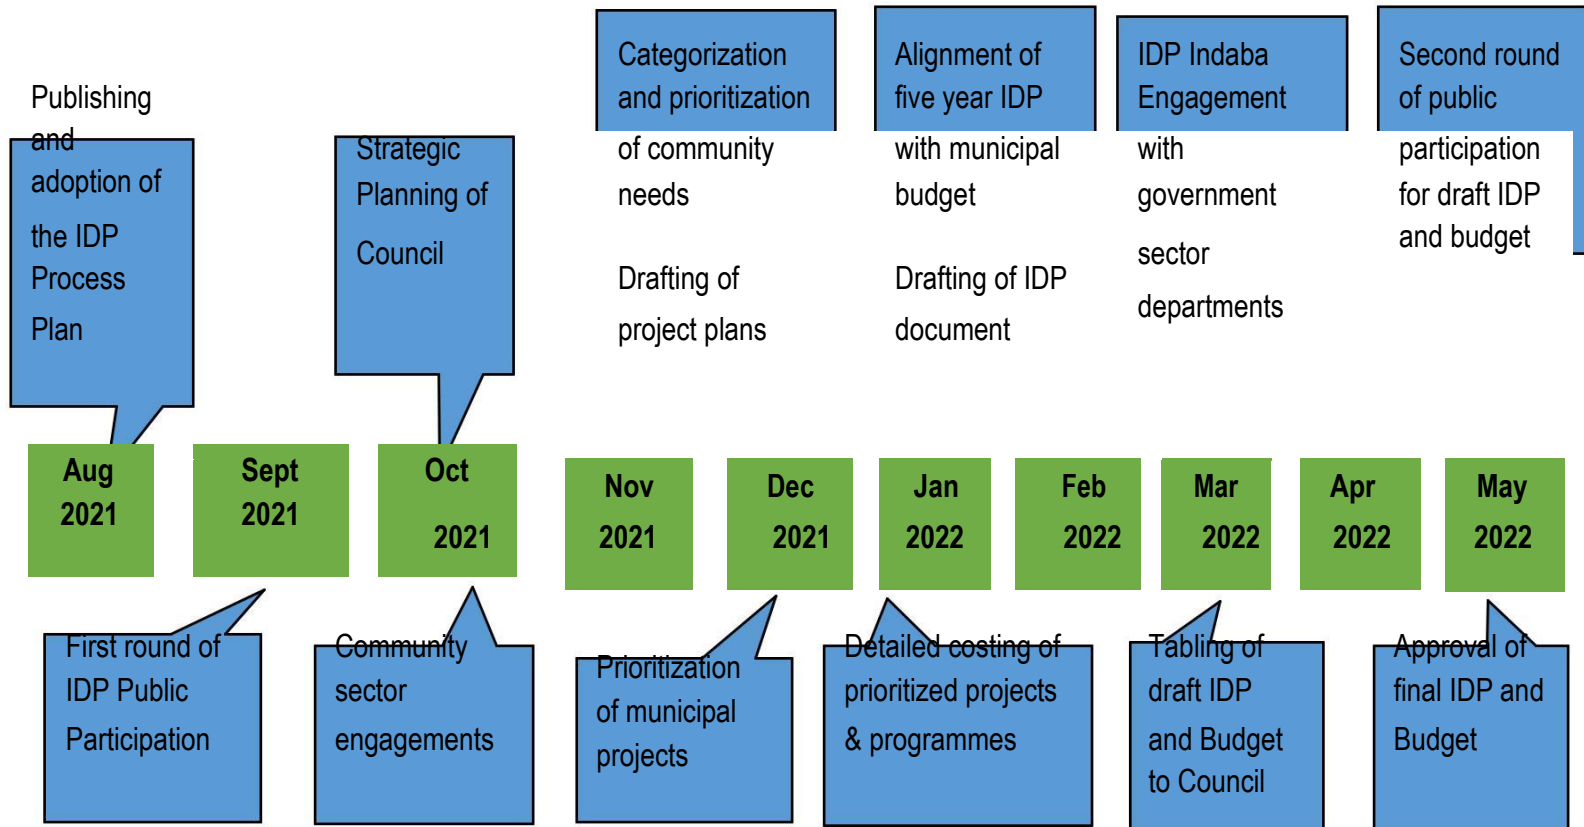 Publishing
and
adoption of
the IDP
Process
Plan
Strategic
Planning of
Council
Categorization
and prioritization
of community
needs
Drafting of
project plans
Alignment of
five year IDP
with municipal
budget
Drafting of IDP
document
IDP Indaba
Engagement
with
government
sector
departments
Second round
of public
participation
for draft IDP
and budget
Aug
2021
Sept
2021
Oct
2021
Nov
2021
Dec
2021
Jan
2022
Feb
2022
Mar
2022
Apr
2022
May
2022
First round of
IDP Public
Participation
Community
sector
engagements
Prioritization
of municipal
projects
Detailed costing of
prioritized projects
& programmes
Tabling of
draft IDP
and Budget
to Council
Approval of
final IDP and
Budget